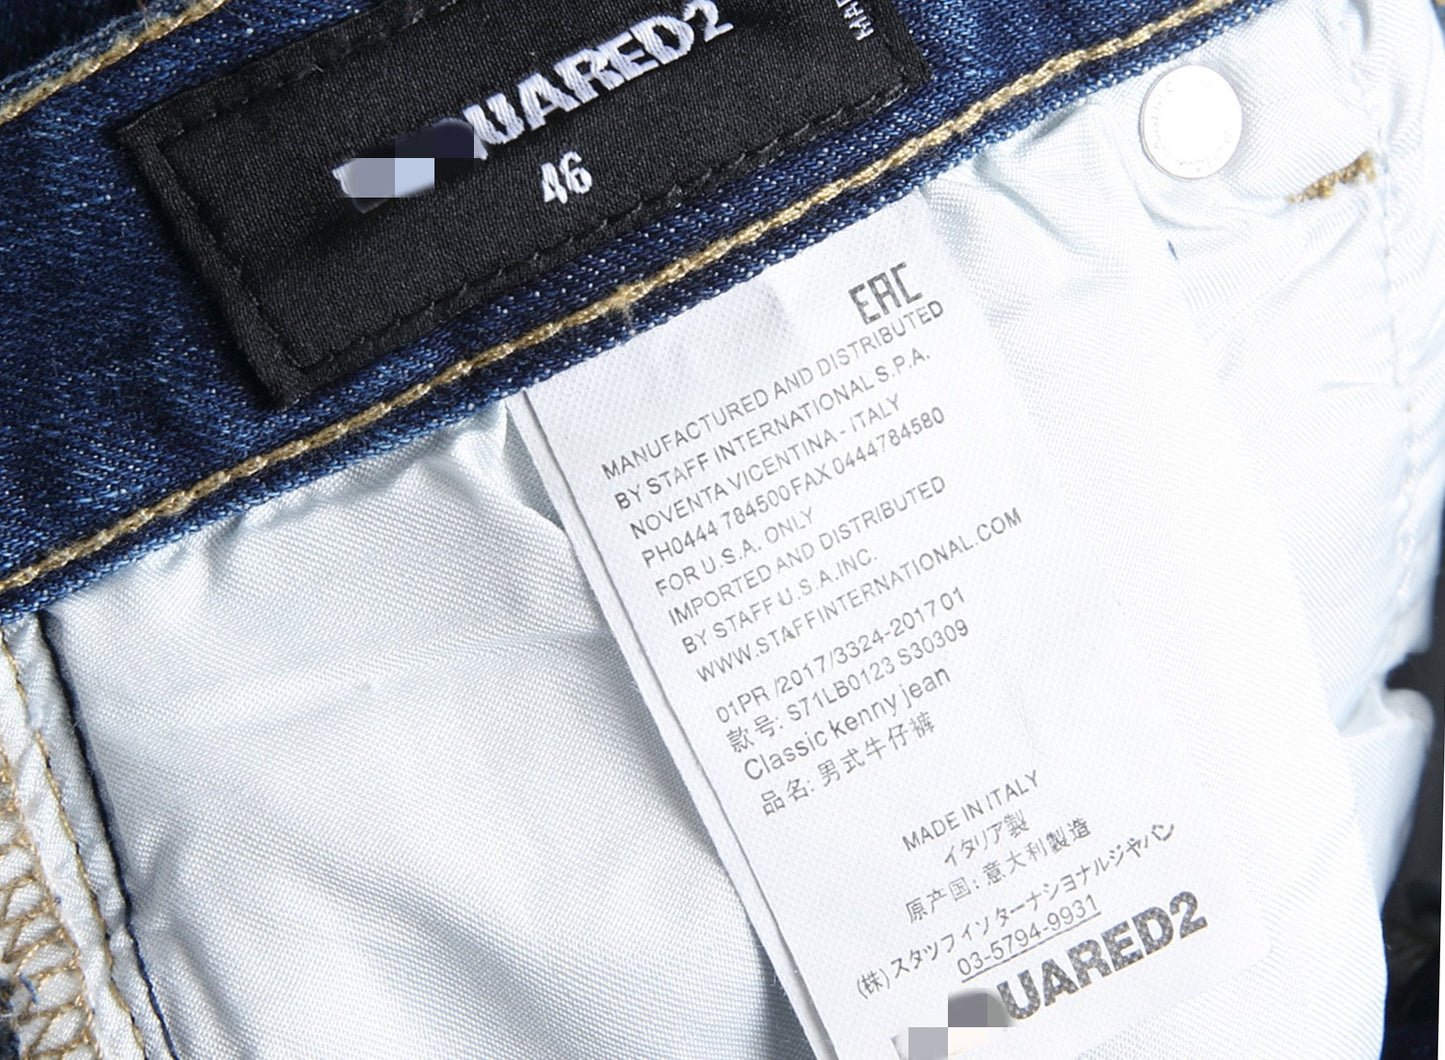 UARED2
46
EAC
MANUFACTURED AND DISTRIBUTED
BY STAFF INTERNATIONAL S.P.A.
NOVENTA VICENTINA - ITALY
PH0444 784500 FAX 0444784580
FOR U.S.A. ONLY
IMPORTED AND DISTRIBUTED
BY STAFF U.S.A.INC.
WWW.STAFFINTERNATIONAL.COM
01PR /2017/3324-2017 01
款号: S71LB0123 S30309
Classic kenny jean
品名: 男式牛仔裤
MADE IN ITALY
イタリア製
原产国: 意大利製造
(株)スタッフインターナショナルジャパン
03-5794-9931
UARED2